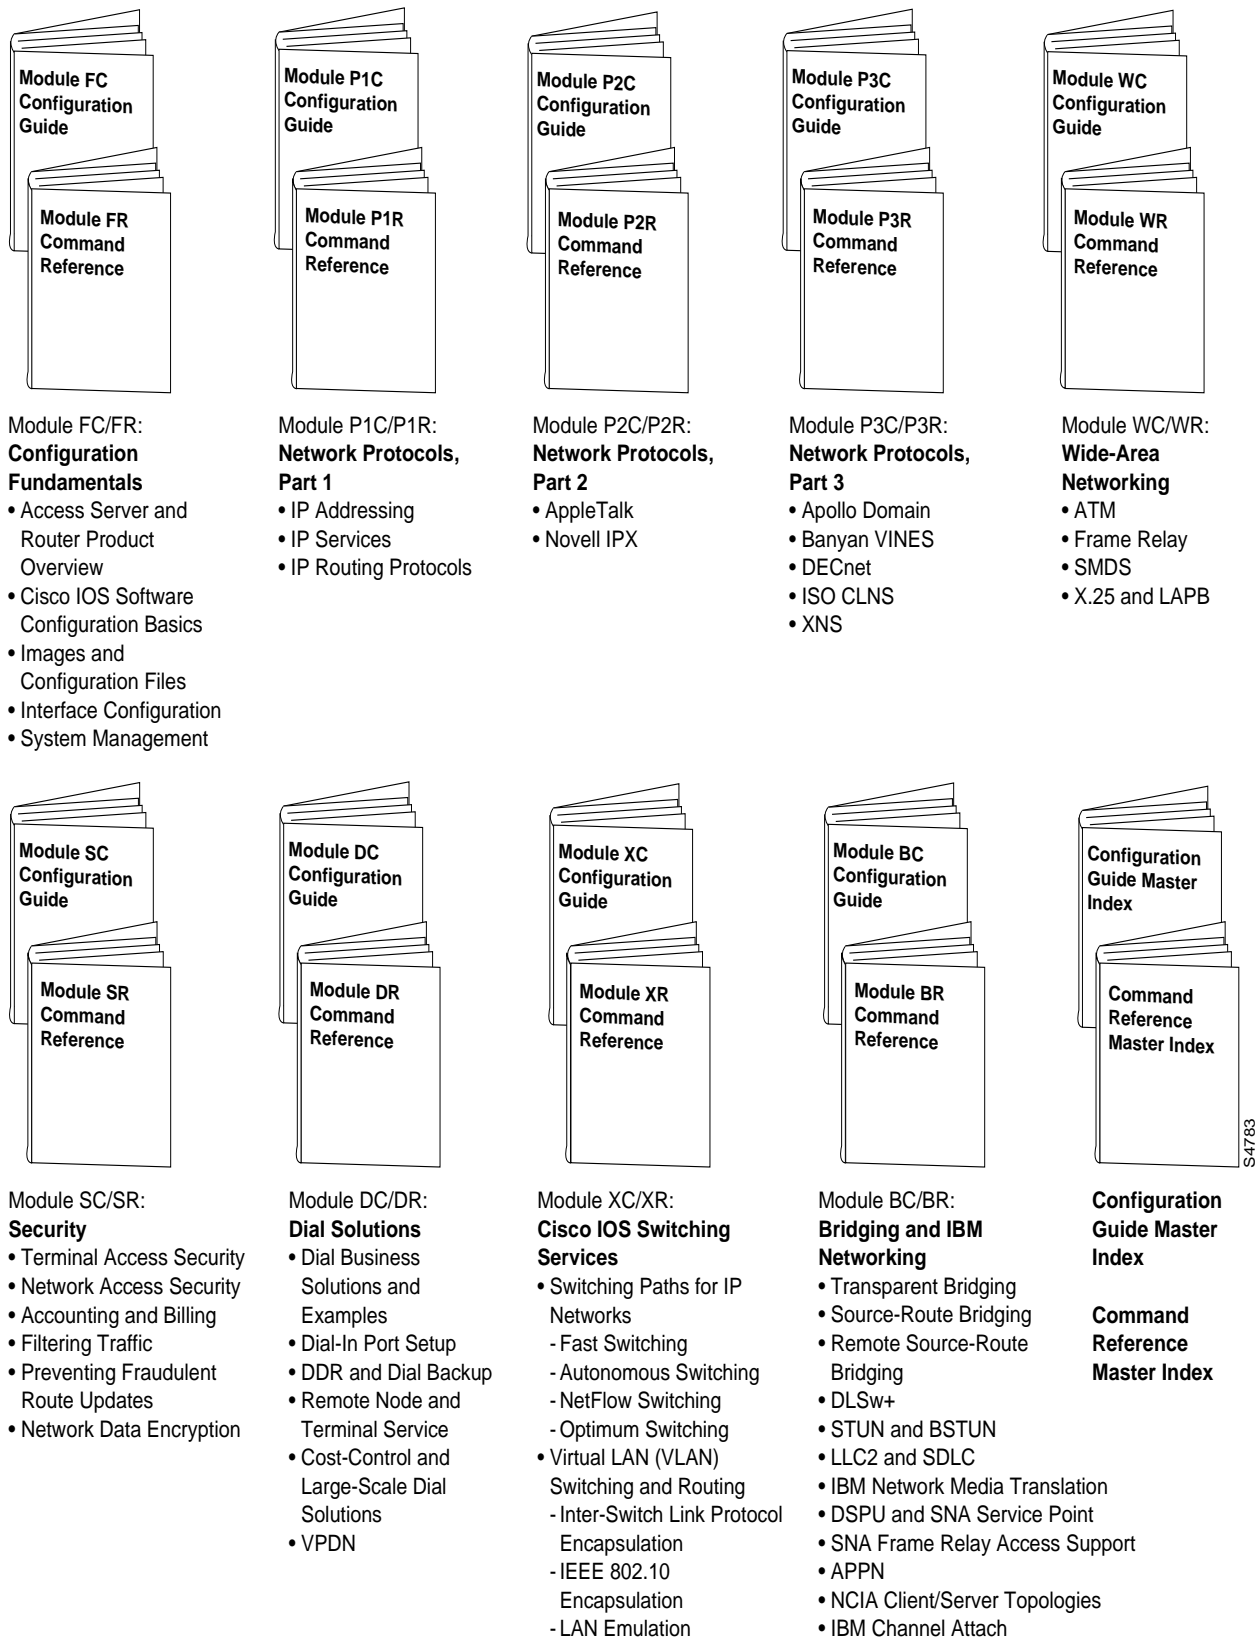 Module FC
Configuration
Guide
Module FR
Command
Reference
Module P1C
Configuration
Guide
Module P1R
Command
Reference
Module P2C
Configuration
Guide
Module P2R
Command
Reference
Module P3C
Configuration
Guide
Module P3R
Command
Reference
Module WC
Configuration
Guide
Module WR
Command
Reference
Module FC/FR:
Configuration
Fundamentals
• Access Server and
Router Product
Overview
• Cisco IOS Software
Configuration Basics
• Images and
Configuration Files
• Interface Configuration
• System Management
Module P1C/P1R:
Network Protocols,
Part 1
• IP Addressing
• IP Services
• IP Routing Protocols
Module P2C/P2R:
Network Protocols,
Part 2
• AppleTalk
• Novell IPX
Module P3C/P3R:
Network Protocols,
Part 3
• Apollo Domain
• Banyan VINES
• DECnet
• ISO CLNS
• XNS
Module WC/WR:
Wide-Area
Networking
• ATM
• Frame Relay
• SMDS
• X.25 and LAPB
Module SC
Configuration
Guide
Module SR
Command
Reference
Module DC
Configuration
Guide
Module DR
Command
Reference
Module XC
Configuration
Guide
Module XR
Command
Reference
Module BC
Configuration
Guide
Module BR
Command
Reference
Configuration
Guide Master
Index
Command
Reference
Master Index
S4783
Module SC/SR:
Security
• Terminal Access Security
• Network Access Security
• Accounting and Billing
• Filtering Traffic
• Preventing Fraudulent
Route Updates
• Network Data Encryption
Module DC/DR:
Dial Solutions
• Dial Business
Solutions and
Examples
• Dial-In Port Setup
• DDR and Dial Backup
• Remote Node and
Terminal Service
• Cost-Control and
Large-Scale Dial
Solutions
• VPDN
Module XC/XR:
Cisco IOS Switching
Services
• Switching Paths for IP
Networks
- Fast Switching
- Autonomous Switching
- NetFlow Switching
- Optimum Switching
• Virtual LAN (VLAN)
Switching and Routing
- Inter-Switch Link Protocol
Encapsulation
- IEEE 802.10
Encapsulation
- LAN Emulation
Module BC/BR:
Bridging and IBM
Networking
• Transparent Bridging
• Source-Route Bridging
• Remote Source-Route
Bridging
• DLSw+
• STUN and BSTUN
• LLC2 and SDLC
• IBM Network Media Translation
• DSPU and SNA Service Point
• SNA Frame Relay Access Support
• APPN
• NCIA Client/Server Topologies
• IBM Channel Attach
Configuration
Guide Master
Index
Command
Reference
Master Index